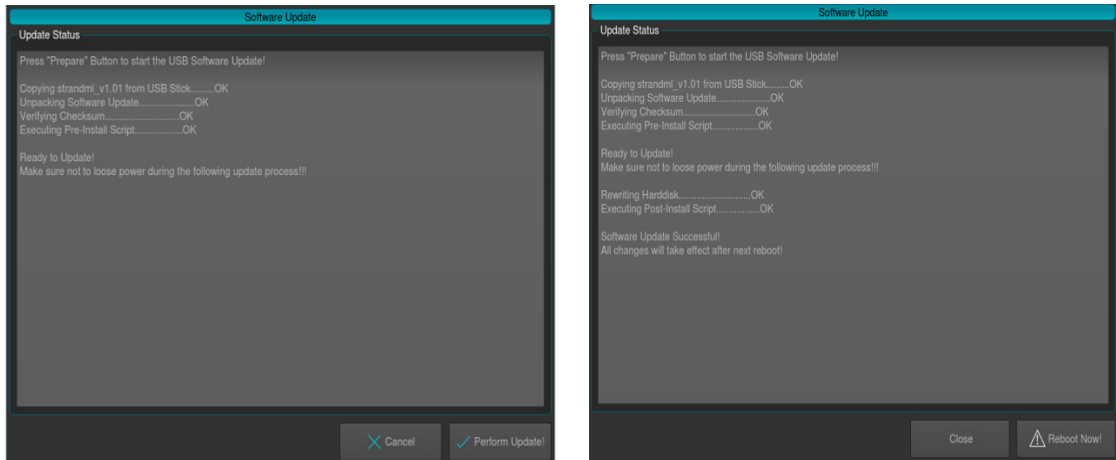 Software Update
Update Status
Press "Prepare" Button to start the USB Software Update!
Copying strandml_v1.01 from USB Stick.........OK
Unpacking Software Update.....................OK
Verifying Checksum............................OK
Executing Pre-Install Script..................OK
Ready to Update!
Make sure not to loose power during the following update process!!!
Cancel
Perform Update!
Software Update
Update Status
Press "Prepare" Button to start the USB Software Update!
Copying strandml_v1.01 from USB Stick.........OK
Unpacking Software Update.....................OK
Verifying Checksum............................OK
Executing Pre-Install Script..................OK
Ready to Update!
Make sure not to loose power during the following update process!!!
Rewriting Harddisk............................OK
Executing Post-Install Script.................OK
Software Update Successful!
All changes will take effect after next reboot!
Close
Reboot Now!